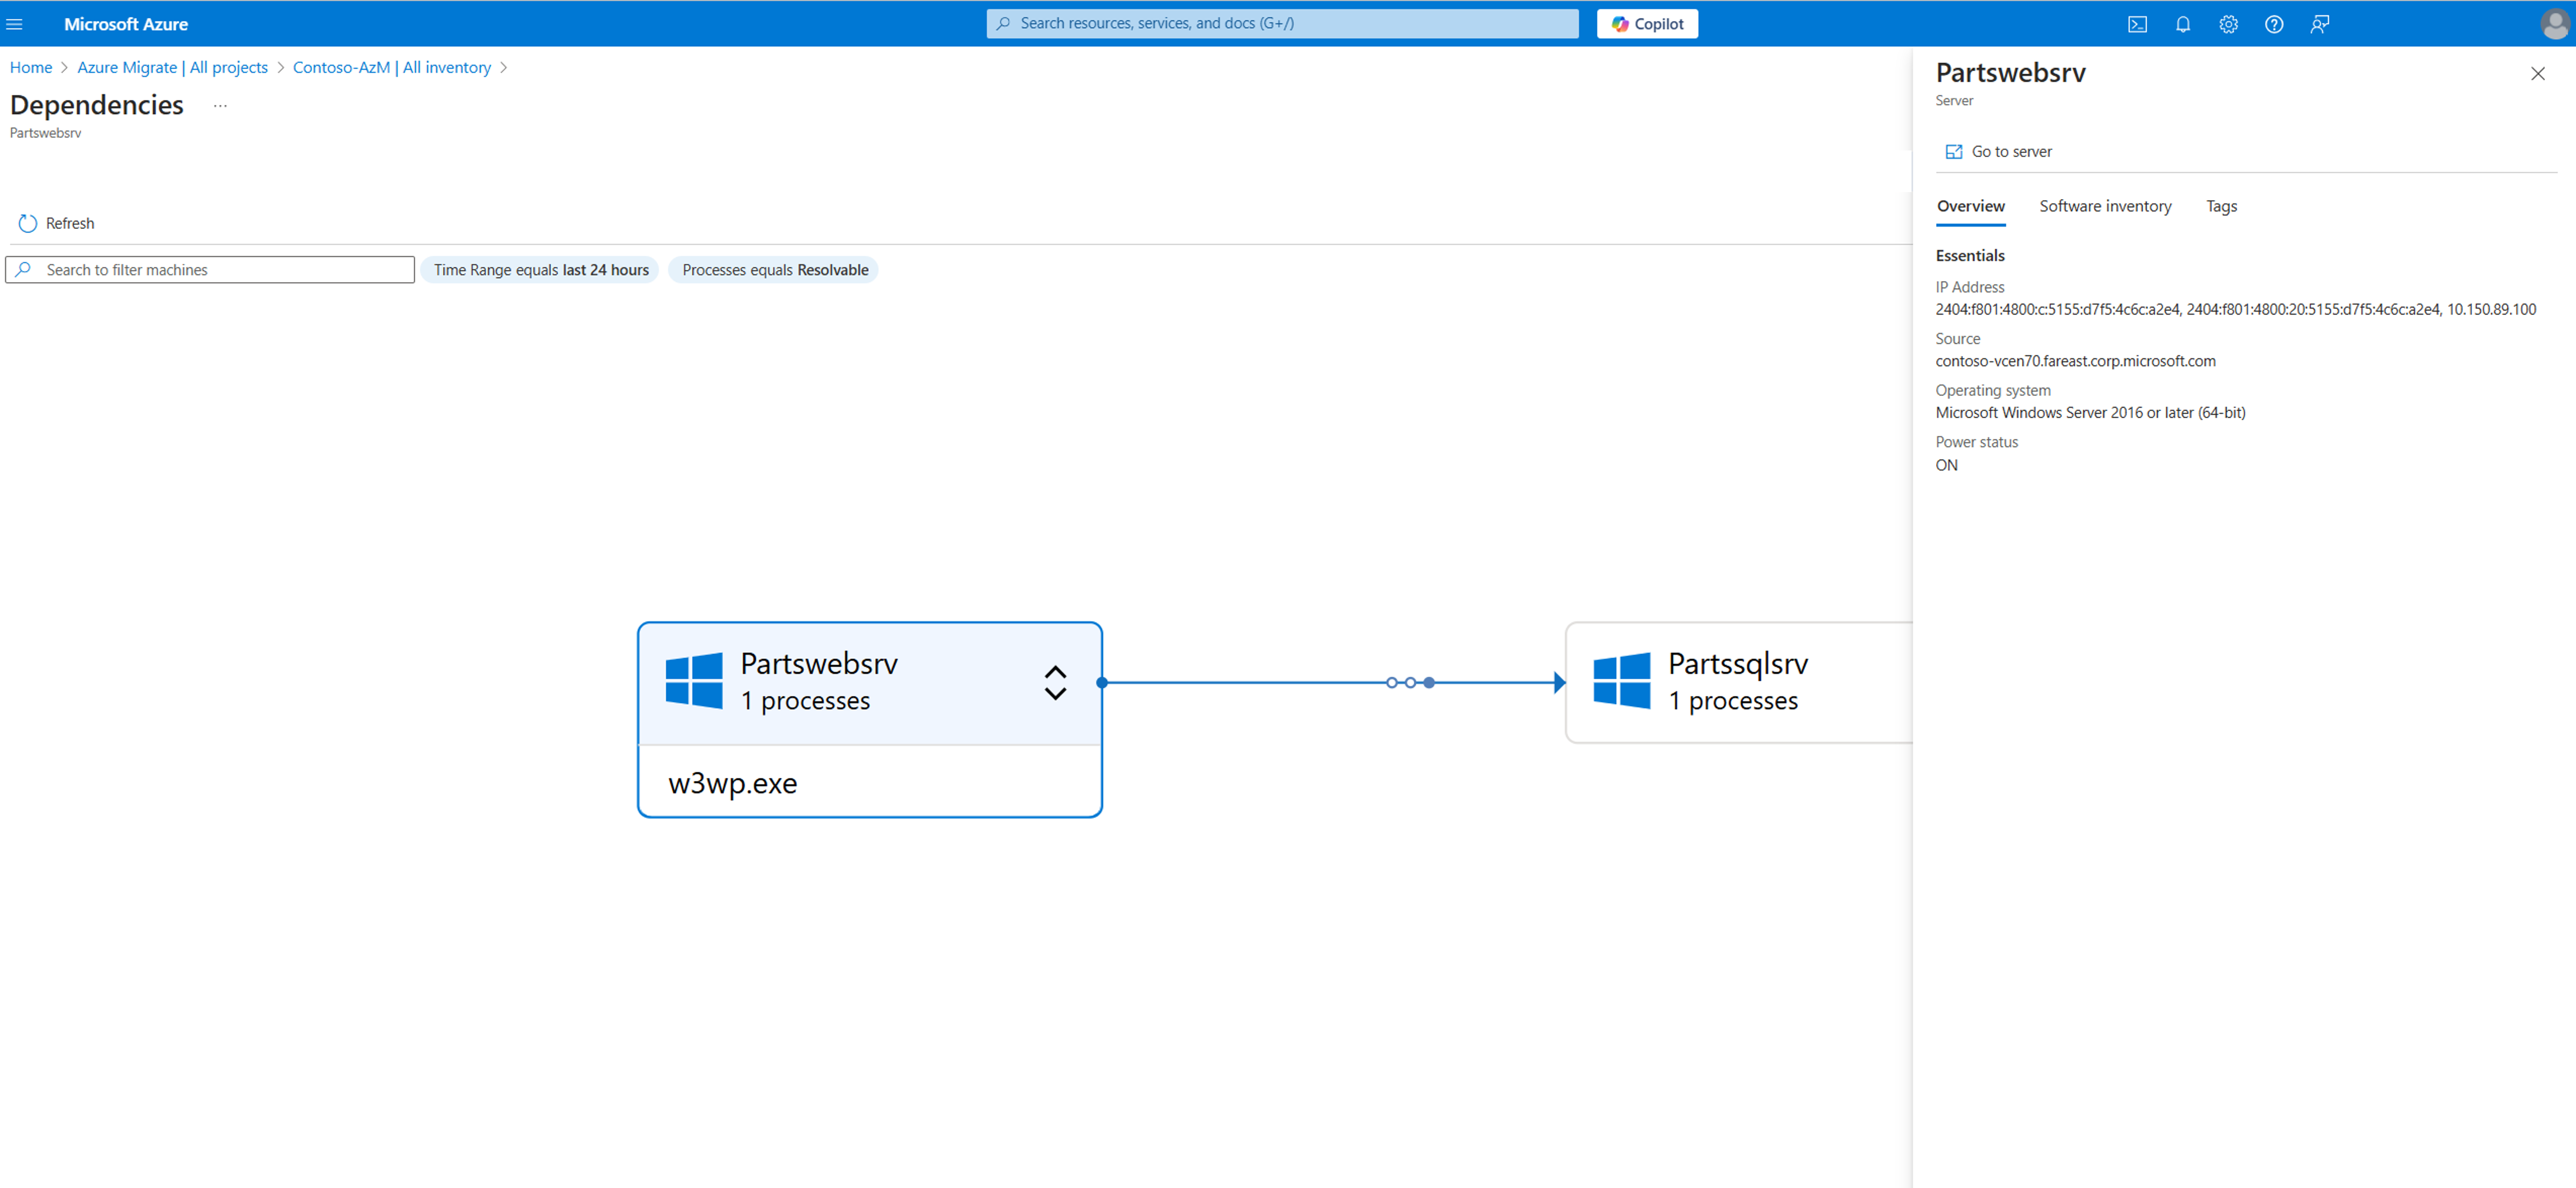 Microsoft Azure
Search resources, services, and docs (G+/)
Copilot
Home > Azure Migrate | All projects > Contoso-AzM | All inventory >
Dependencies ...
Partswebsrv
Refresh
Search to filter machines
Time Range equals last 24 hours
Processes equals Resolvable
Partswebsrv
1 processes
w3wp.exe
Partssqlsrv
1 processes
Partswebsrv
Server
Go to server
Overview Software inventory Tags
Essentials
IP Address
2404:f801:4800:c:5155:d7f5:4c6c:a2e4, 2404:f801:4800:20:5155:d7f5:4c6c:a2e4, 10.150.89.100
Source
contoso-vcen70.fareast.corp.microsoft.com
Operating system
Microsoft Windows Server 2016 or later (64-bit)
Power status
ON